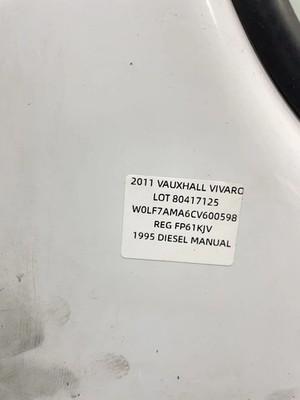 2011 VAUXHALL VIVARO
LOT 80417125
W0LF7AMA6CV600598
REG FP61KJV
1995 DIESEL MANUAL